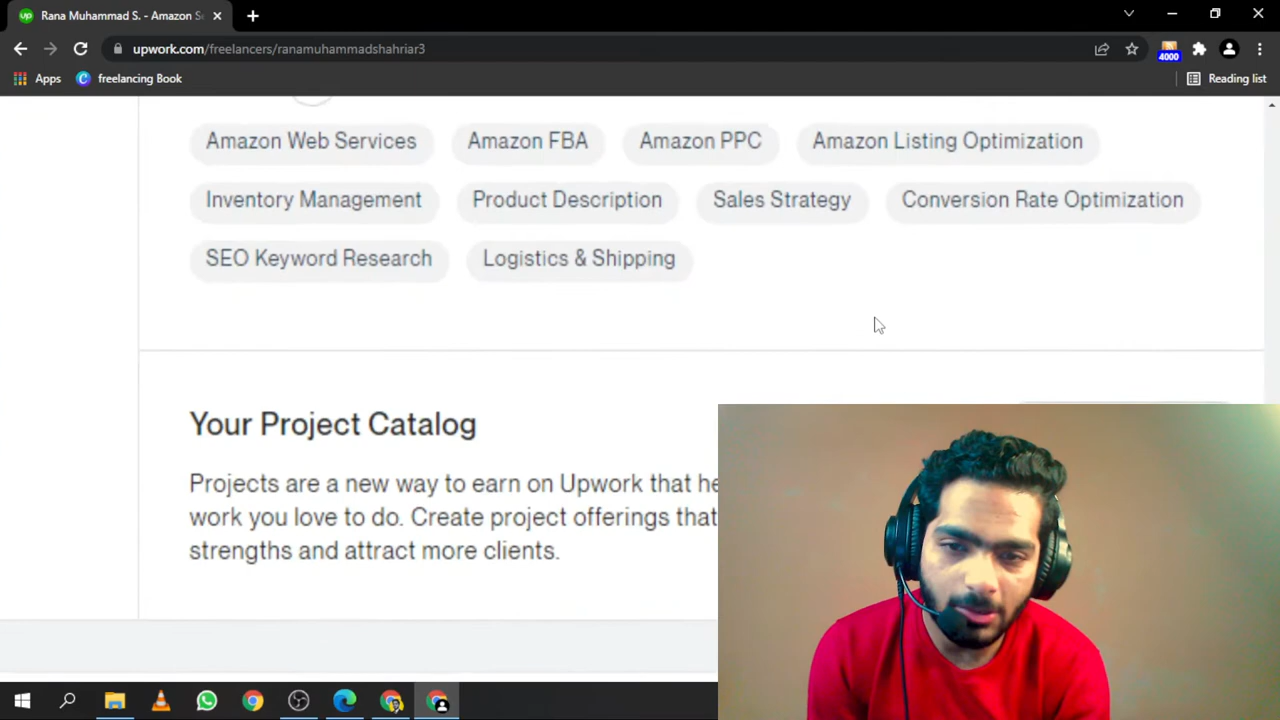 Rana Muhammad S. - Amazon S
upwork.com/freelancers/ranamuhammadshahriar3
4000
Apps
freelancing Book
Reading list
Amazon Web Services
Amazon FBA
Amazon PPC
Amazon Listing Optimization
Inventory Management
Product Description
Sales Strategy
Conversion Rate Optimization
SEO Keyword Research
Logistics & Shipping
Your Project Catalog
Projects are a new way to earn on Upwork that he
work you love to do. Create project offerings that
strengths and attract more clients.